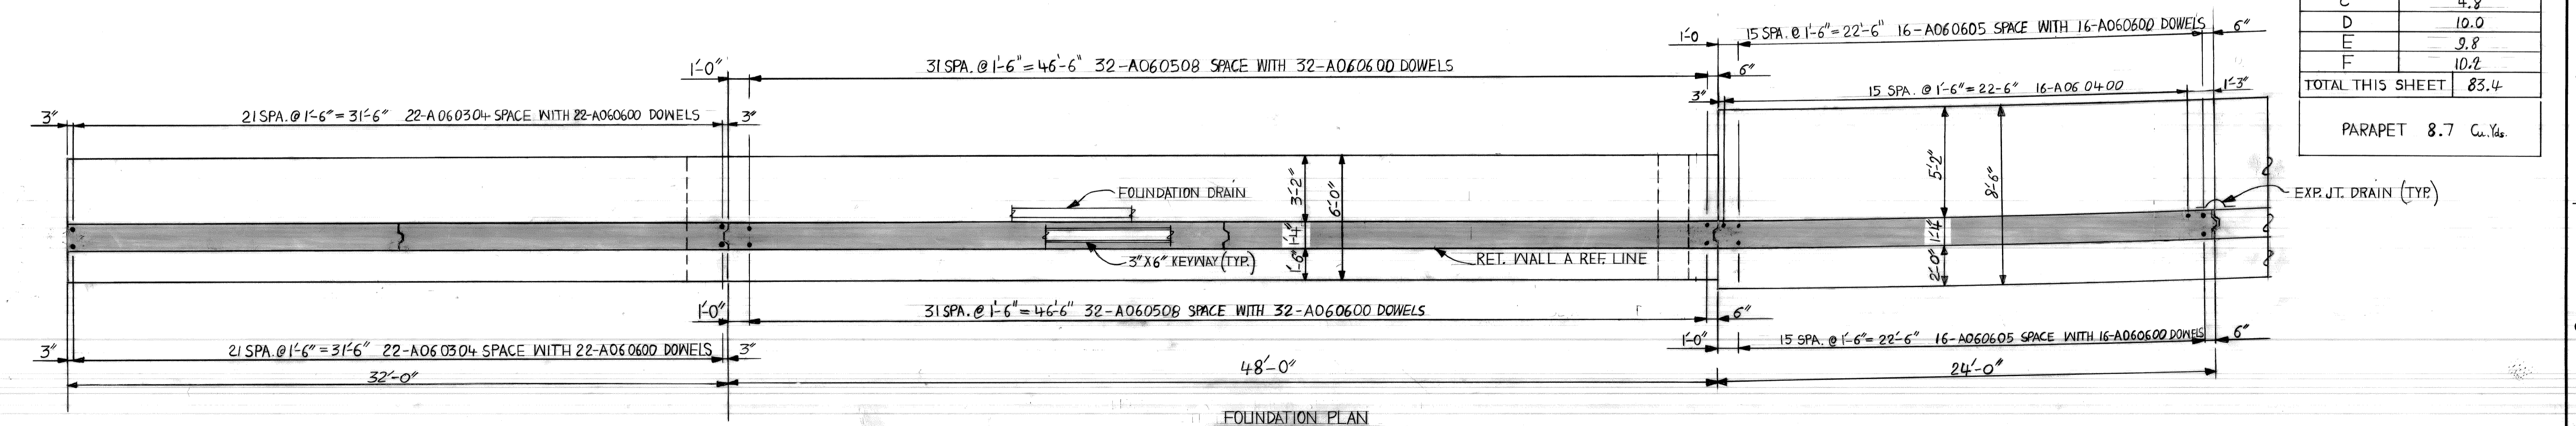 15 SPA. @ 1'-6" = 22'-6" 16-A060605 SPACE WITH 16-A060600 DOWELS
6"
1'-0
31 SPA. @ 1'-6" = 46'-6" 32-A060508 SPACE WITH 32-A060600 DOWELS
1'-0"
6"
3"
15 SPA. @ 1'-6" = 22-6" 16-A060400
1'-3"
3"
21 SPA. @ 1'-6" = 31'-6" 22-A060304 SPACE WITH 22-A060600 DOWELS
3"
D 10.0
E 9.8
F 10.2
TOTAL THIS SHEET 83.4
PARAPET 8.7 Cu.Yds.
FOUNDATION DRAIN
3'-2"
6'-0"
5'-2"
8'-6"
EXP. JT. DRAIN (TYP.)
1'-4"
1'-4"
3"X6" KEYWAY (TYP.)
1'-6"
RET. WALL A REF. LINE
2'-0"
1'-0"
31 SPA. @ 1'-6" = 46'-6" 32-A060508 SPACE WITH 32-A060600 DOWELS
6"
3"
21 SPA. @ 1'-6" = 31'-6" 22-A060304 SPACE WITH 22-A060600 DOWELS
3"
1'-0"
15 SPA. @ 1'-6" = 22'-6" 16-A060605 SPACE WITH 16-A060600 DOWELS
6"
32'-0"
48'-0"
24'-0"
FOUNDATION PLAN